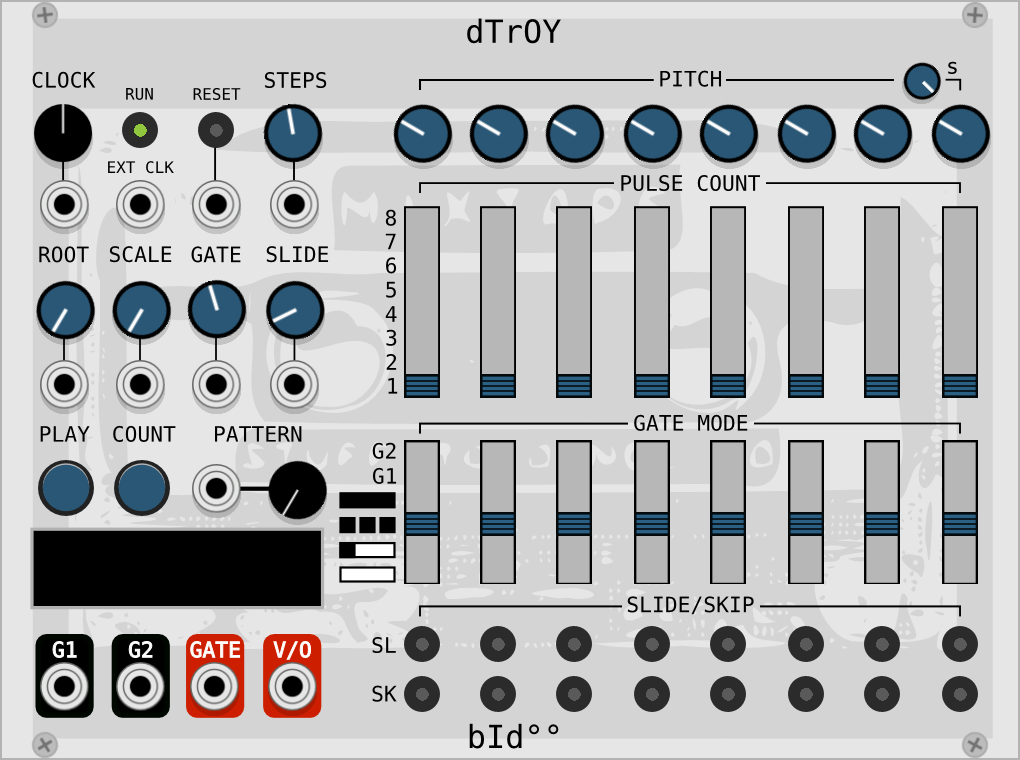 dTrOY
CLOCK
RUN
RESET
STEPS
PITCH
S
EXT CLK
PULSE COUNT
MIXTAPE
8
7
6
5
4
3
2
1
ROOT
SCALE
GATE
SLIDE
PLAY
COUNT
PATTERN
GATE MODE
G2
G1
SLIDE/SKIP
G1
G2
GATE
V/O
SL
SK
bId°°